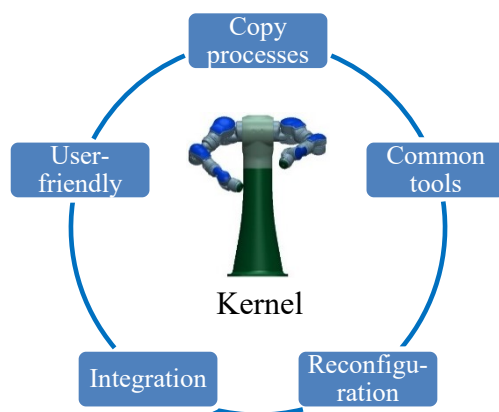 Copy
processes
User-
friendly
Common
tools
Kernel
Integration
Reconfigu-
ration